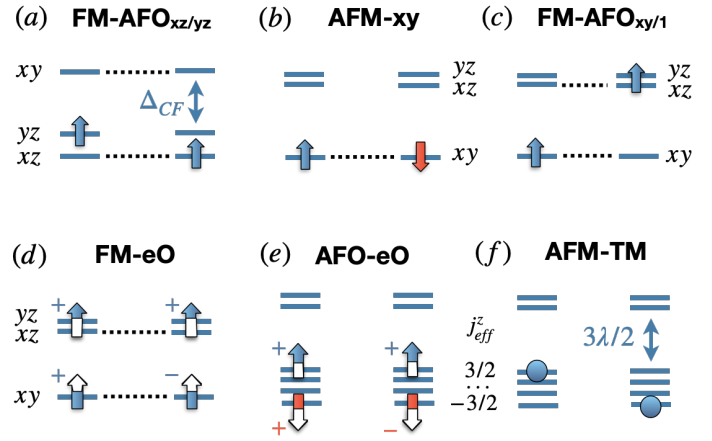 (a) FM-AFOxz/yz
xy
ΔCF
yz
xz
(b) AFM-xy
yz
xz
xy
(c) FM-AFOxy/1
yz
xz
xy
(d) FM-eO
+ +
yz
xz
+ −
xy
(e) AFO-eO
+ −
+ −
(f) AFM-TM
j^z_eff
3λ/2
3/2
...
−3/2